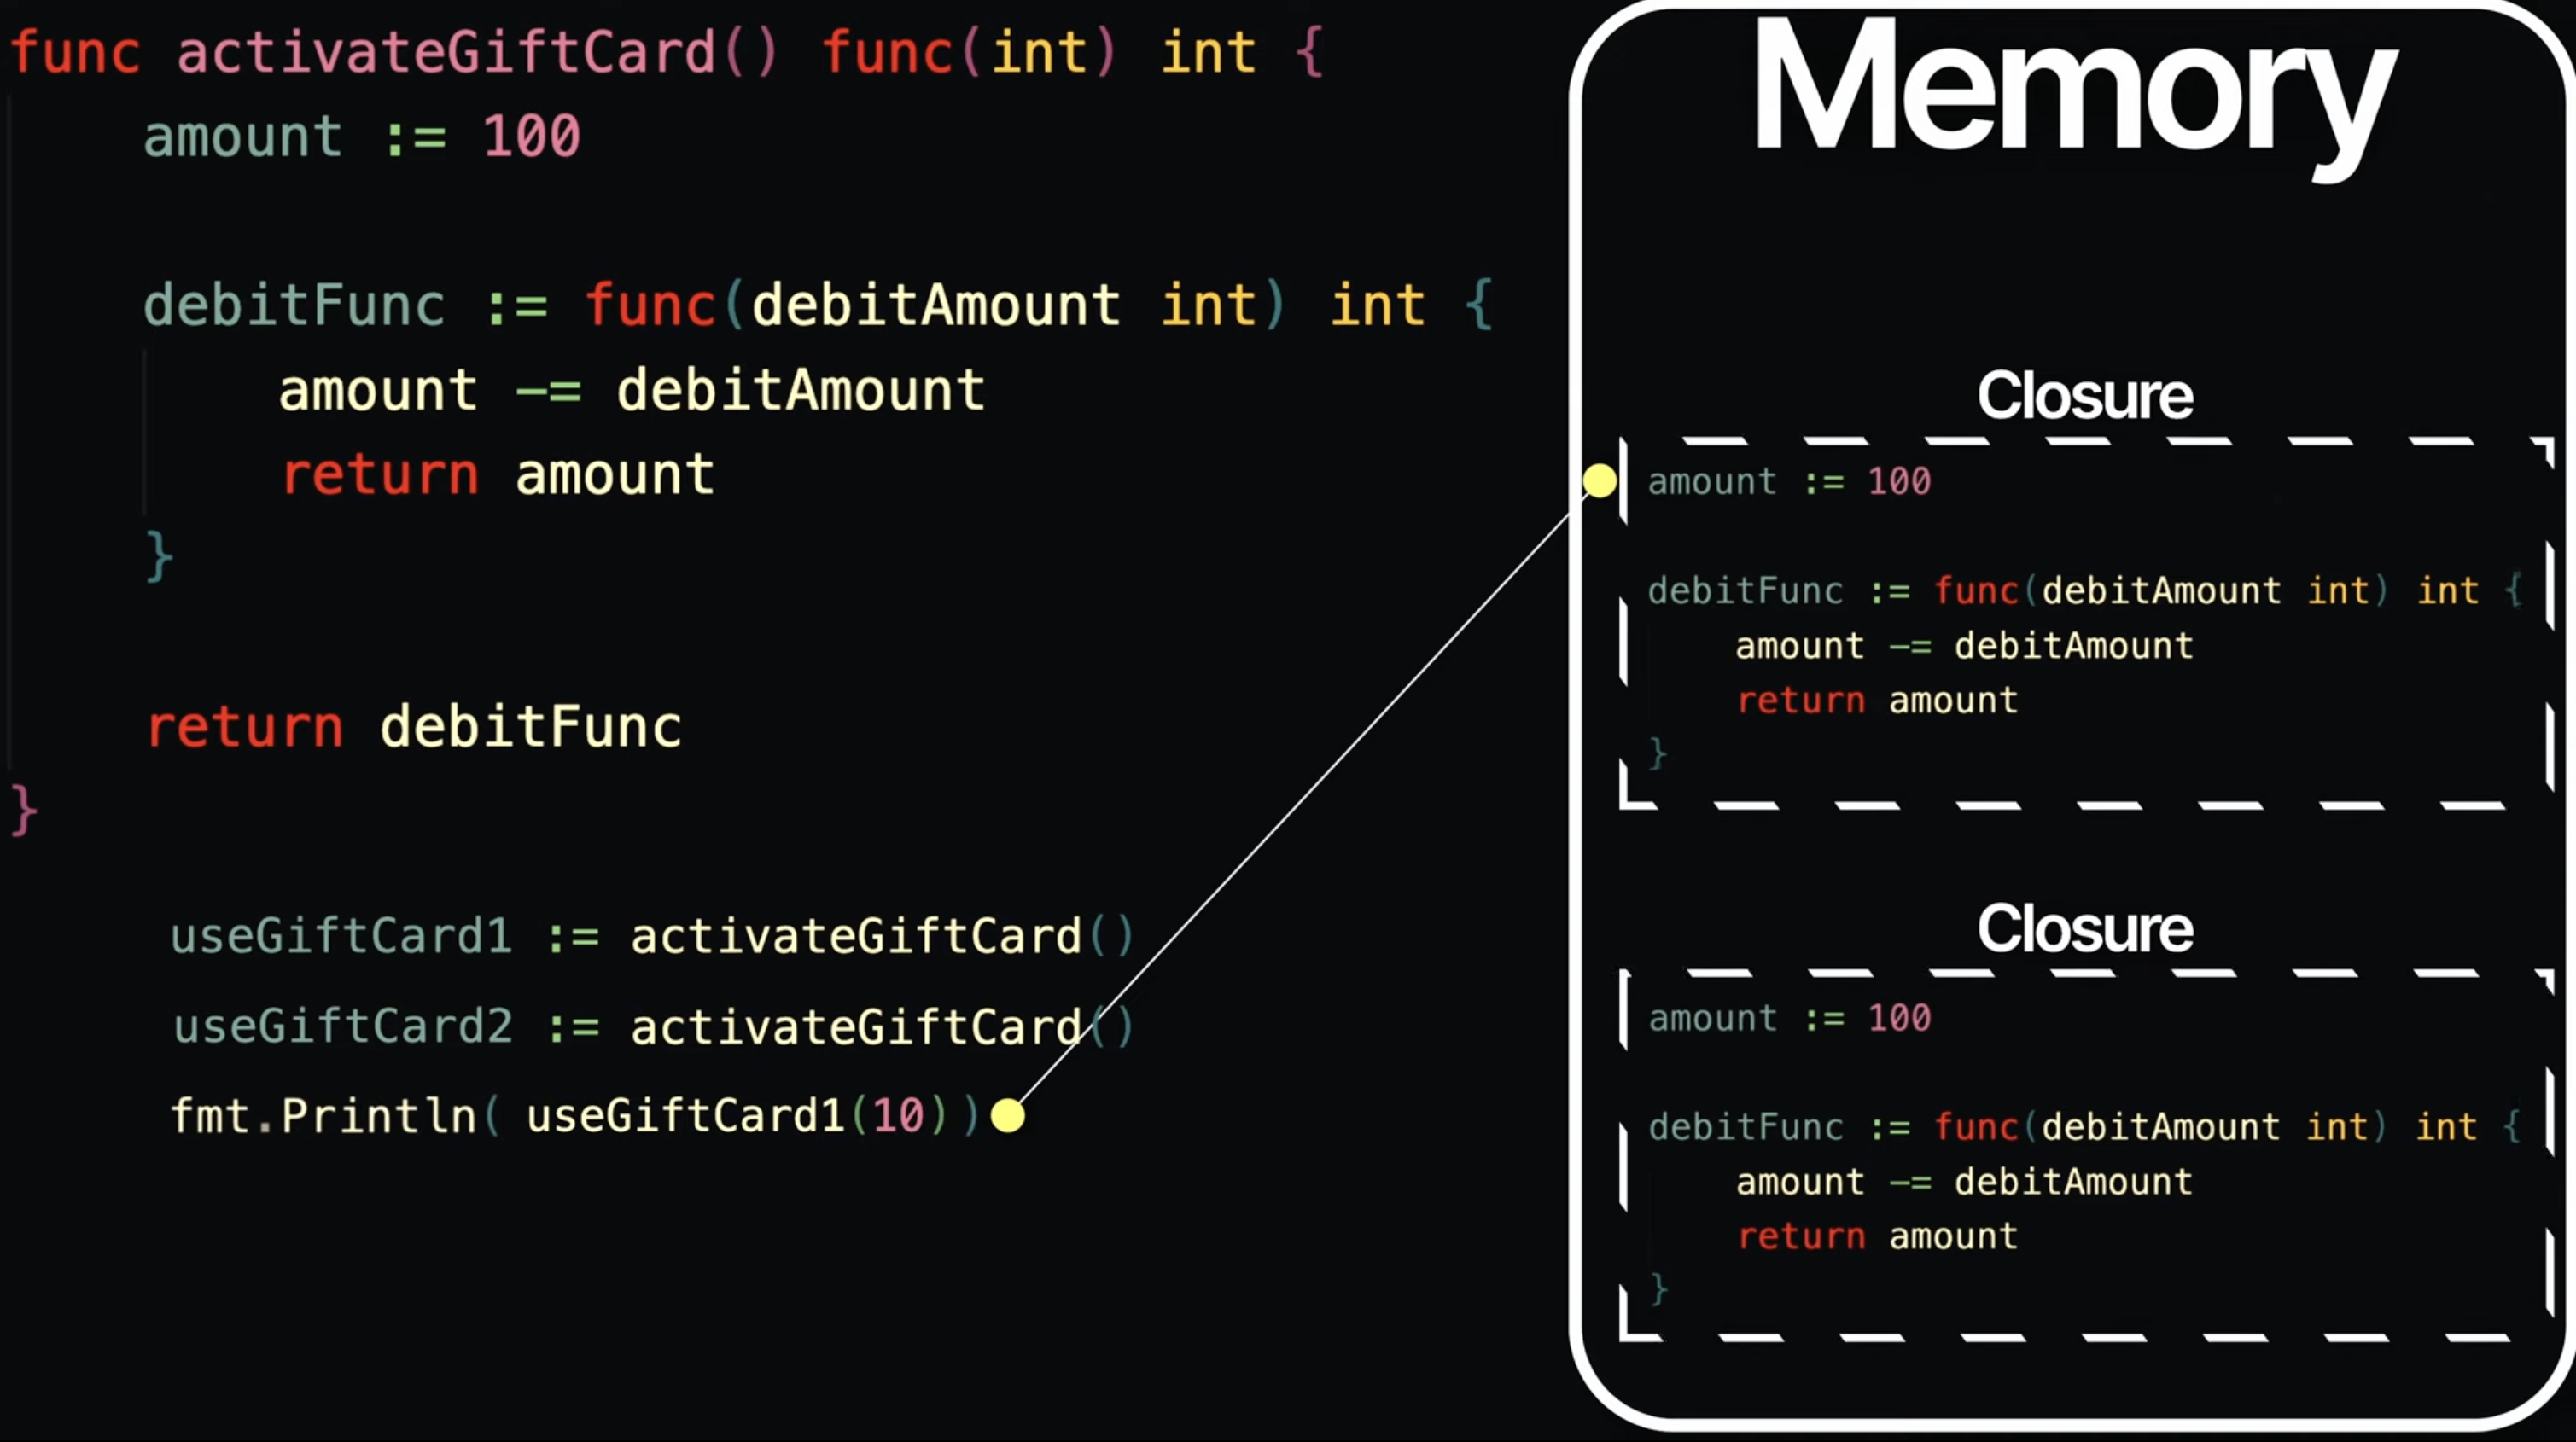 func activateGiftCard() func(int) int {
    amount := 100
    debitFunc := func(debitAmount int) int {
        amount -= debitAmount
        return amount
    }
    return debitFunc
}
useGiftCard1 := activateGiftCard()
useGiftCard2 := activateGiftCard()
fmt.Println( useGiftCard1(10) )
Memory
Closure
amount := 100
debitFunc := func(debitAmount int) int {
    amount -= debitAmount
    return amount
}
Closure
amount := 100
debitFunc := func(debitAmount int) int {
    amount -= debitAmount
    return amount
}